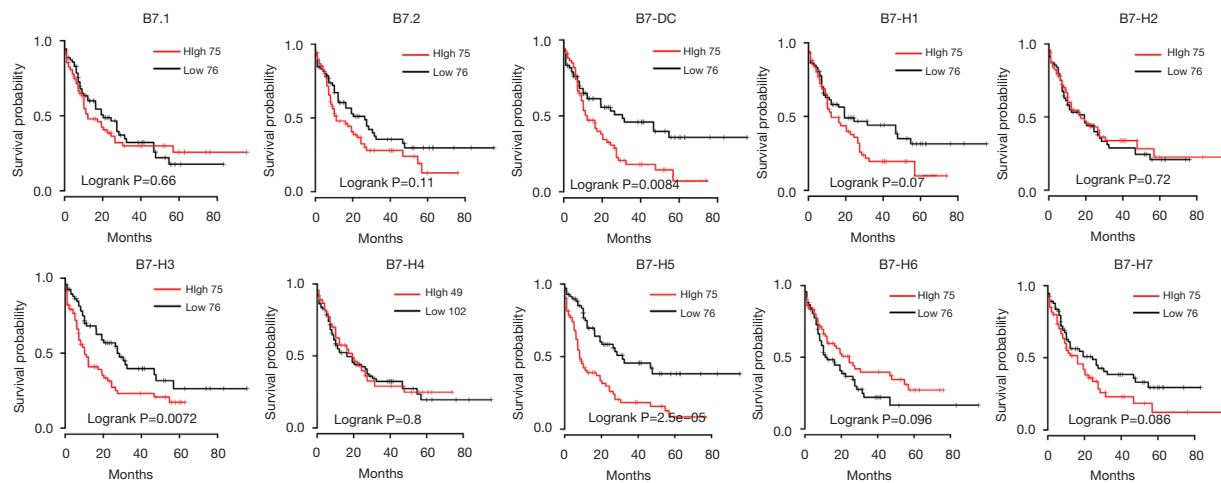 B7.1
1.0
0.5
0.0
Survival probability
HIgh 75
Low 76
Logrank P=0.66
0 20 40 60 80
Months
B7.2
1.0
0.5
0.0
Survival probability
HIgh 75
Low 76
Logrank P=0.11
0 20 40 60 80
Months
B7-DC
1.0
0.5
0.0
Survival probability
HIgh 75
Low 76
Logrank P=0.0084
0 20 40 60 80
Months
B7-H1
1.0
0.5
0.0
Survival probability
HIgh 75
Low 76
Logrank P=0.07
0 20 40 60 80
Months
B7-H2
1.0
0.5
0.0
Survival probability
HIgh 75
Low 76
Logrank P=0.72
0 20 40 60 80
Months
B7-H3
1.0
0.5
0.0
Survival probability
HIgh 75
Low 76
Logrank P=0.0072
0 20 40 60 80
Months
B7-H4
1.0
0.5
0.0
Survival probability
HIgh 49
Low 102
Logrank P=0.8
0 20 40 60 80
Months
B7-H5
1.0
0.5
0.0
Survival probability
HIgh 75
Low 76
Logrank P=2.5e-05
0 20 40 60 80
Months
B7-H6
1.0
0.5
0.0
Survival probability
HIgh 75
Low 76
Logrank P=0.096
0 20 40 60 80
Months
B7-H7
1.0
0.5
0.0
Survival probability
HIgh 75
Low 76
Logrank P=0.086
0 20 40 60 80
Months